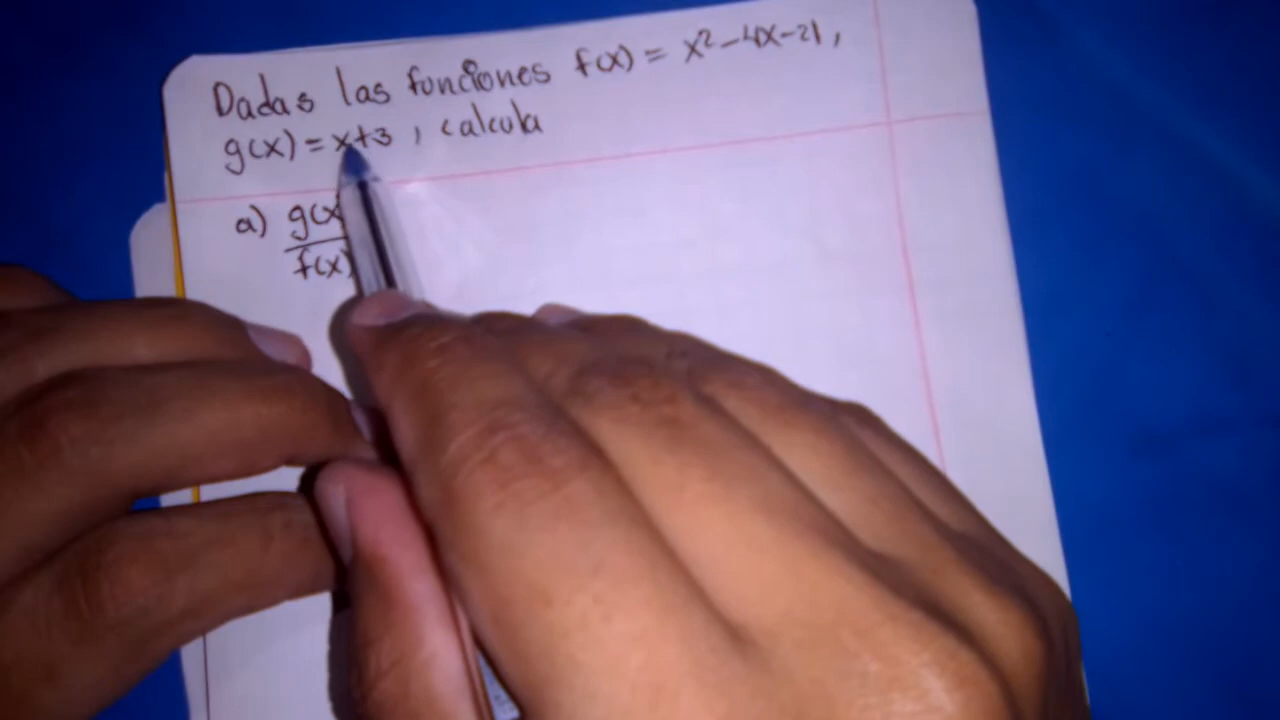 Dadas las funciones f(x) = x²-4x-21,
g(x) = x+3, calcula
a) g(x
f(x)